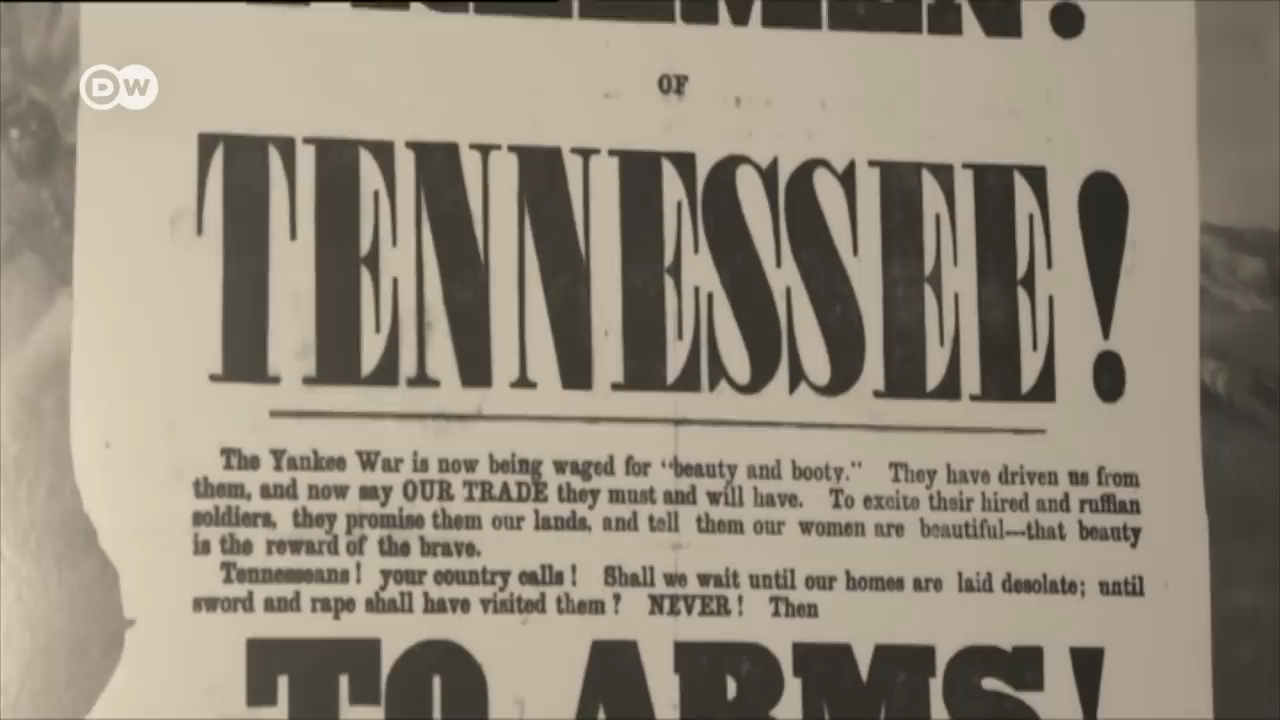 FREEMEN!
DW
OF
TENNESSEE!
The Yankee War is now being waged for "beauty and booty." They have driven us from
them, and now say OUR TRADE they must and will have. To excite their hired and ruffian
soldiers, they promise them our lands, and tell them our women are beautiful—that beauty
is the reward of the brave.
Tennesseans! your country calls! Shall we wait until our homes are laid desolate; until
sword and rape shall have visited them? NEVER! Then
TO ARMS!